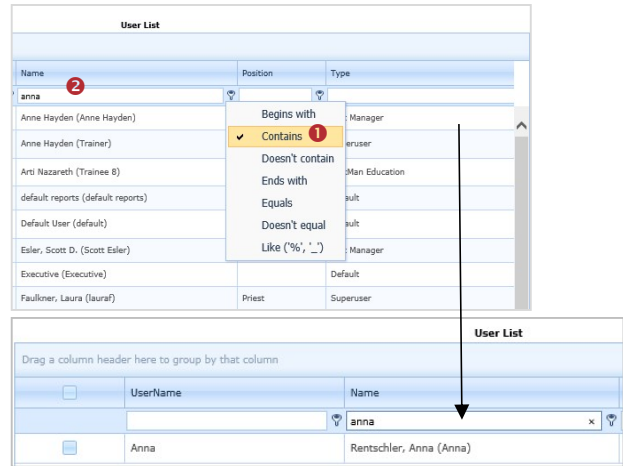 User List
Name Position Type
2
anna
Begins with
Anne Hayden (Anne Hayden) Manager
Contains 1
Anne Hayden (Trainer) eruser
Doesn't contain
Arti Nazareth (Trainee 8) Man Education
Ends with
default reports (default reports) ault
Equals
Default User (default) ault
Doesn't equal
Esler, Scott D. (Scott Esler) Manager
Like ('%', '_')
Executive (Executive) Default
Faulkner, Laura (lauraf) Priest Superuser
User List
Drag a column header here to group by that column
UserName Name
anna ×
Anna Rentschler, Anna (Anna)